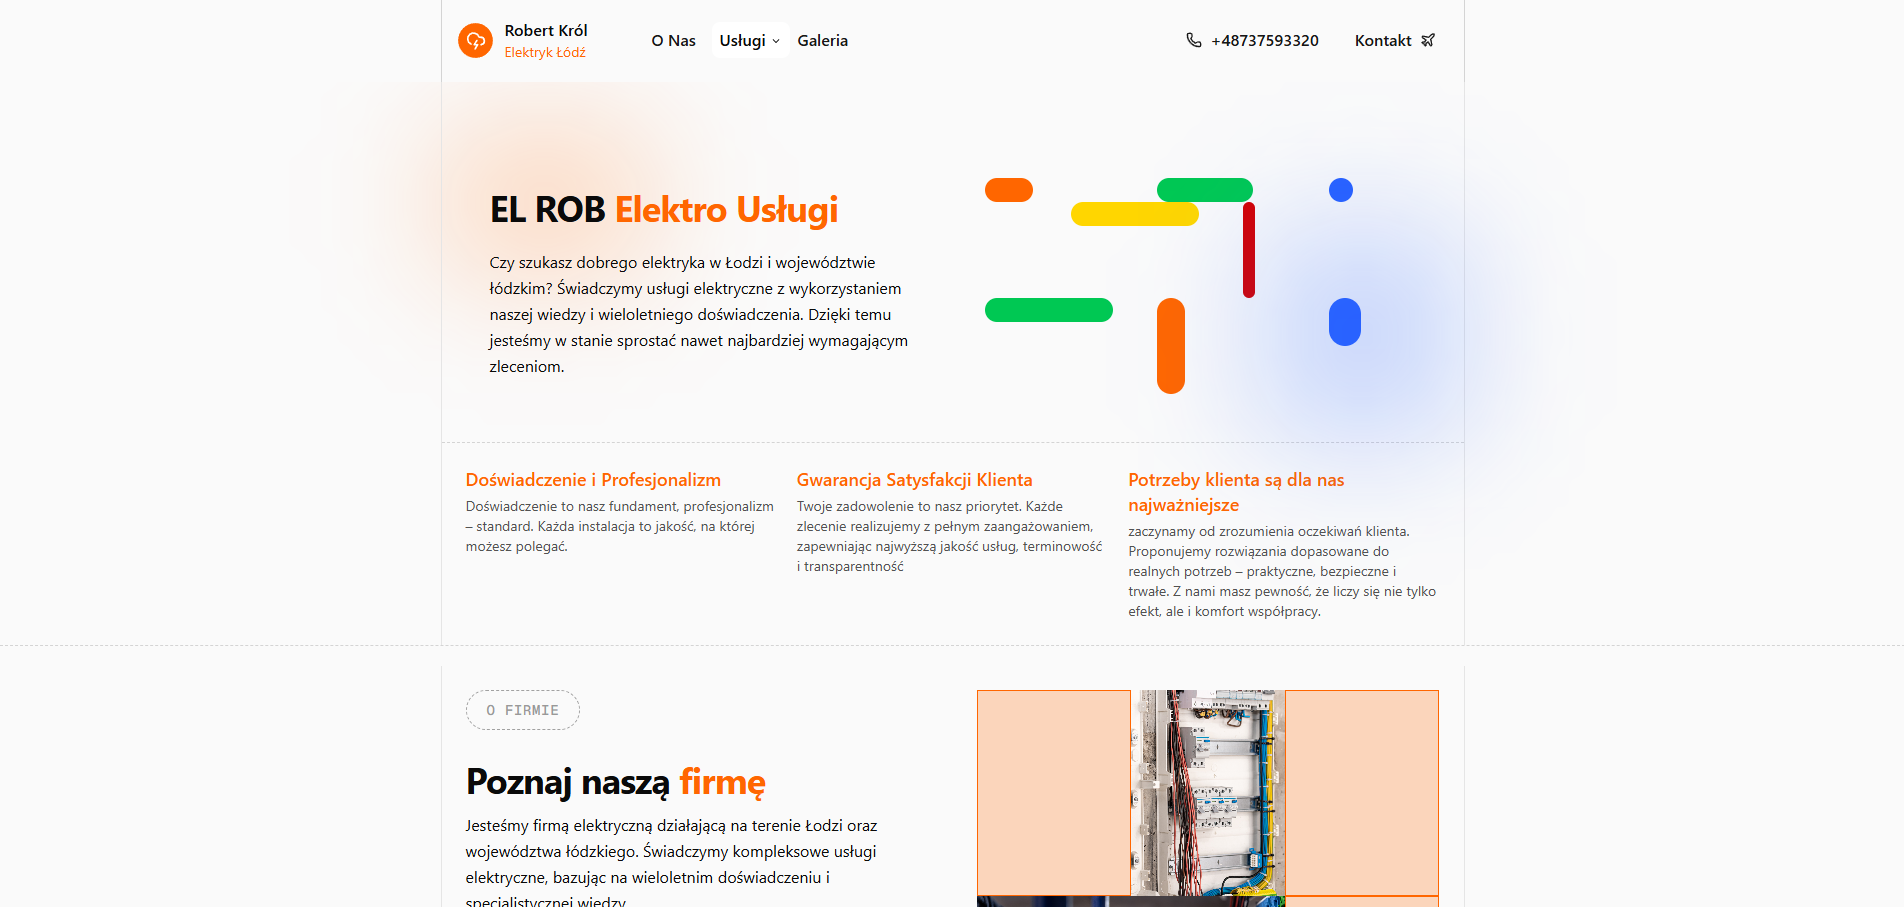 Robert Król
Elektryk Łódź
O Nas
Usługi
Galeria
+48737593320
Kontakt
EL ROB Elektro Usługi
Czy szukasz dobrego elektryka w Łodzi i województwie
łódzkim? Świadczymy usługi elektryczne z wykorzystaniem
naszej wiedzy i wieloletniego doświadczenia. Dzięki temu
jesteśmy w stanie sprostać nawet najbardziej wymagającym
zleceniom.
Doświadczenie i Profesjonalizm
Doświadczenie to nasz fundament, profesjonalizm
– standard. Każda instalacja to jakość, na której
możesz polegać.
Gwarancja Satysfakcji Klienta
Twoje zadowolenie to nasz priorytet. Każde
zlecenie realizujemy z pełnym zaangażowaniem,
zapewniając najwyższą jakość usług, terminowość
i transparentność
Potrzeby klienta są dla nas
najważniejsze
zaczynamy od zrozumienia oczekiwań klienta.
Proponujemy rozwiązania dopasowane do
realnych potrzeb – praktyczne, bezpieczne i
trwałe. Z nami masz pewność, że liczy się nie tylko
efekt, ale i komfort współpracy.
O FIRMIE
Poznaj naszą firmę
Jesteśmy firmą elektryczną działającą na terenie Łodzi oraz
województwa łódzkiego. Świadczymy kompleksowe usługi
elektryczne, bazując na wieloletnim doświadczeniu i
specjalistycznej wiedzy.